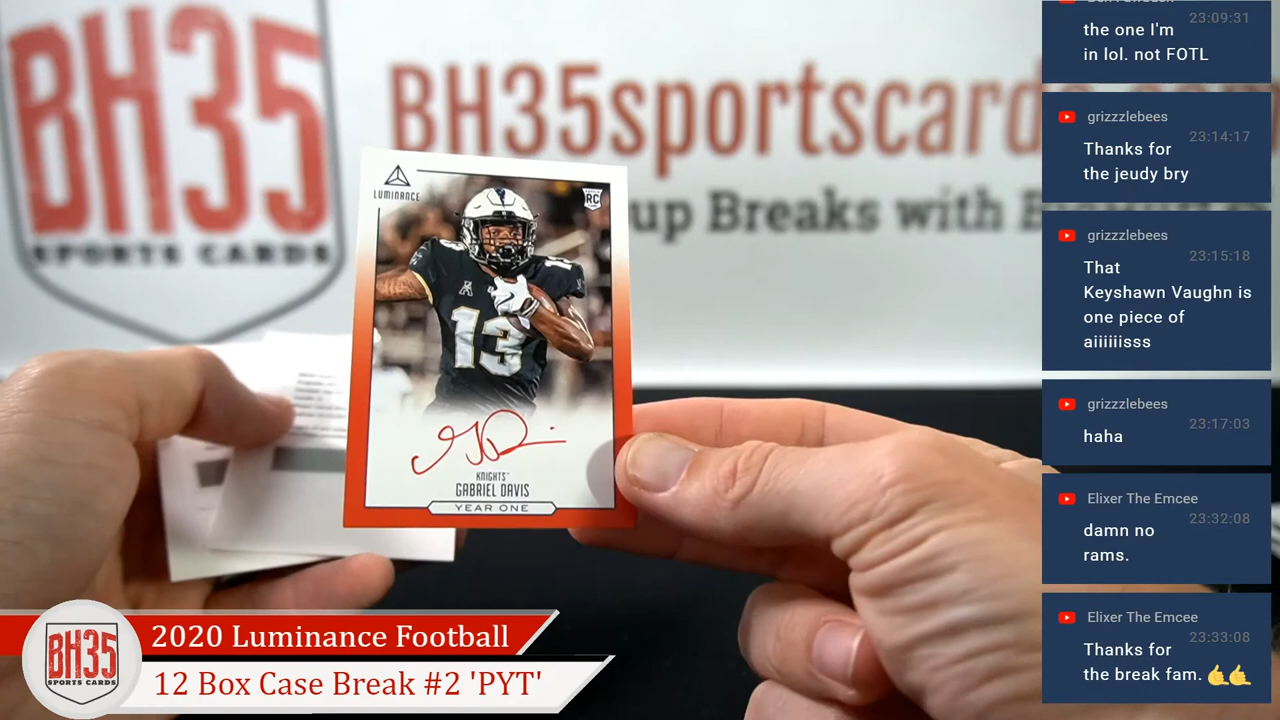 BH35
SPORTS CARDS
BH35sportscard
up Breaks with
LUMINANCE
RC
13
KNIGHTS
GABRIEL DAVIS
YEAR ONE
BH35
SPORTS CARDS
2020 Luminance Football
12 Box Case Break #2 'PYT'
23:09:31
the one I'm
in lol. not FOTL
grizzzlebees
23:14:17
Thanks for
the jeudy bry
grizzzlebees
23:15:18
That
Keyshawn Vaughn is
one piece of
aiiiiiisss
grizzzlebees
23:17:03
haha
Elixer The Emcee
23:32:08
damn no
rams.
Elixer The Emcee
23:33:08
Thanks for
the break fam. 🤙🤙